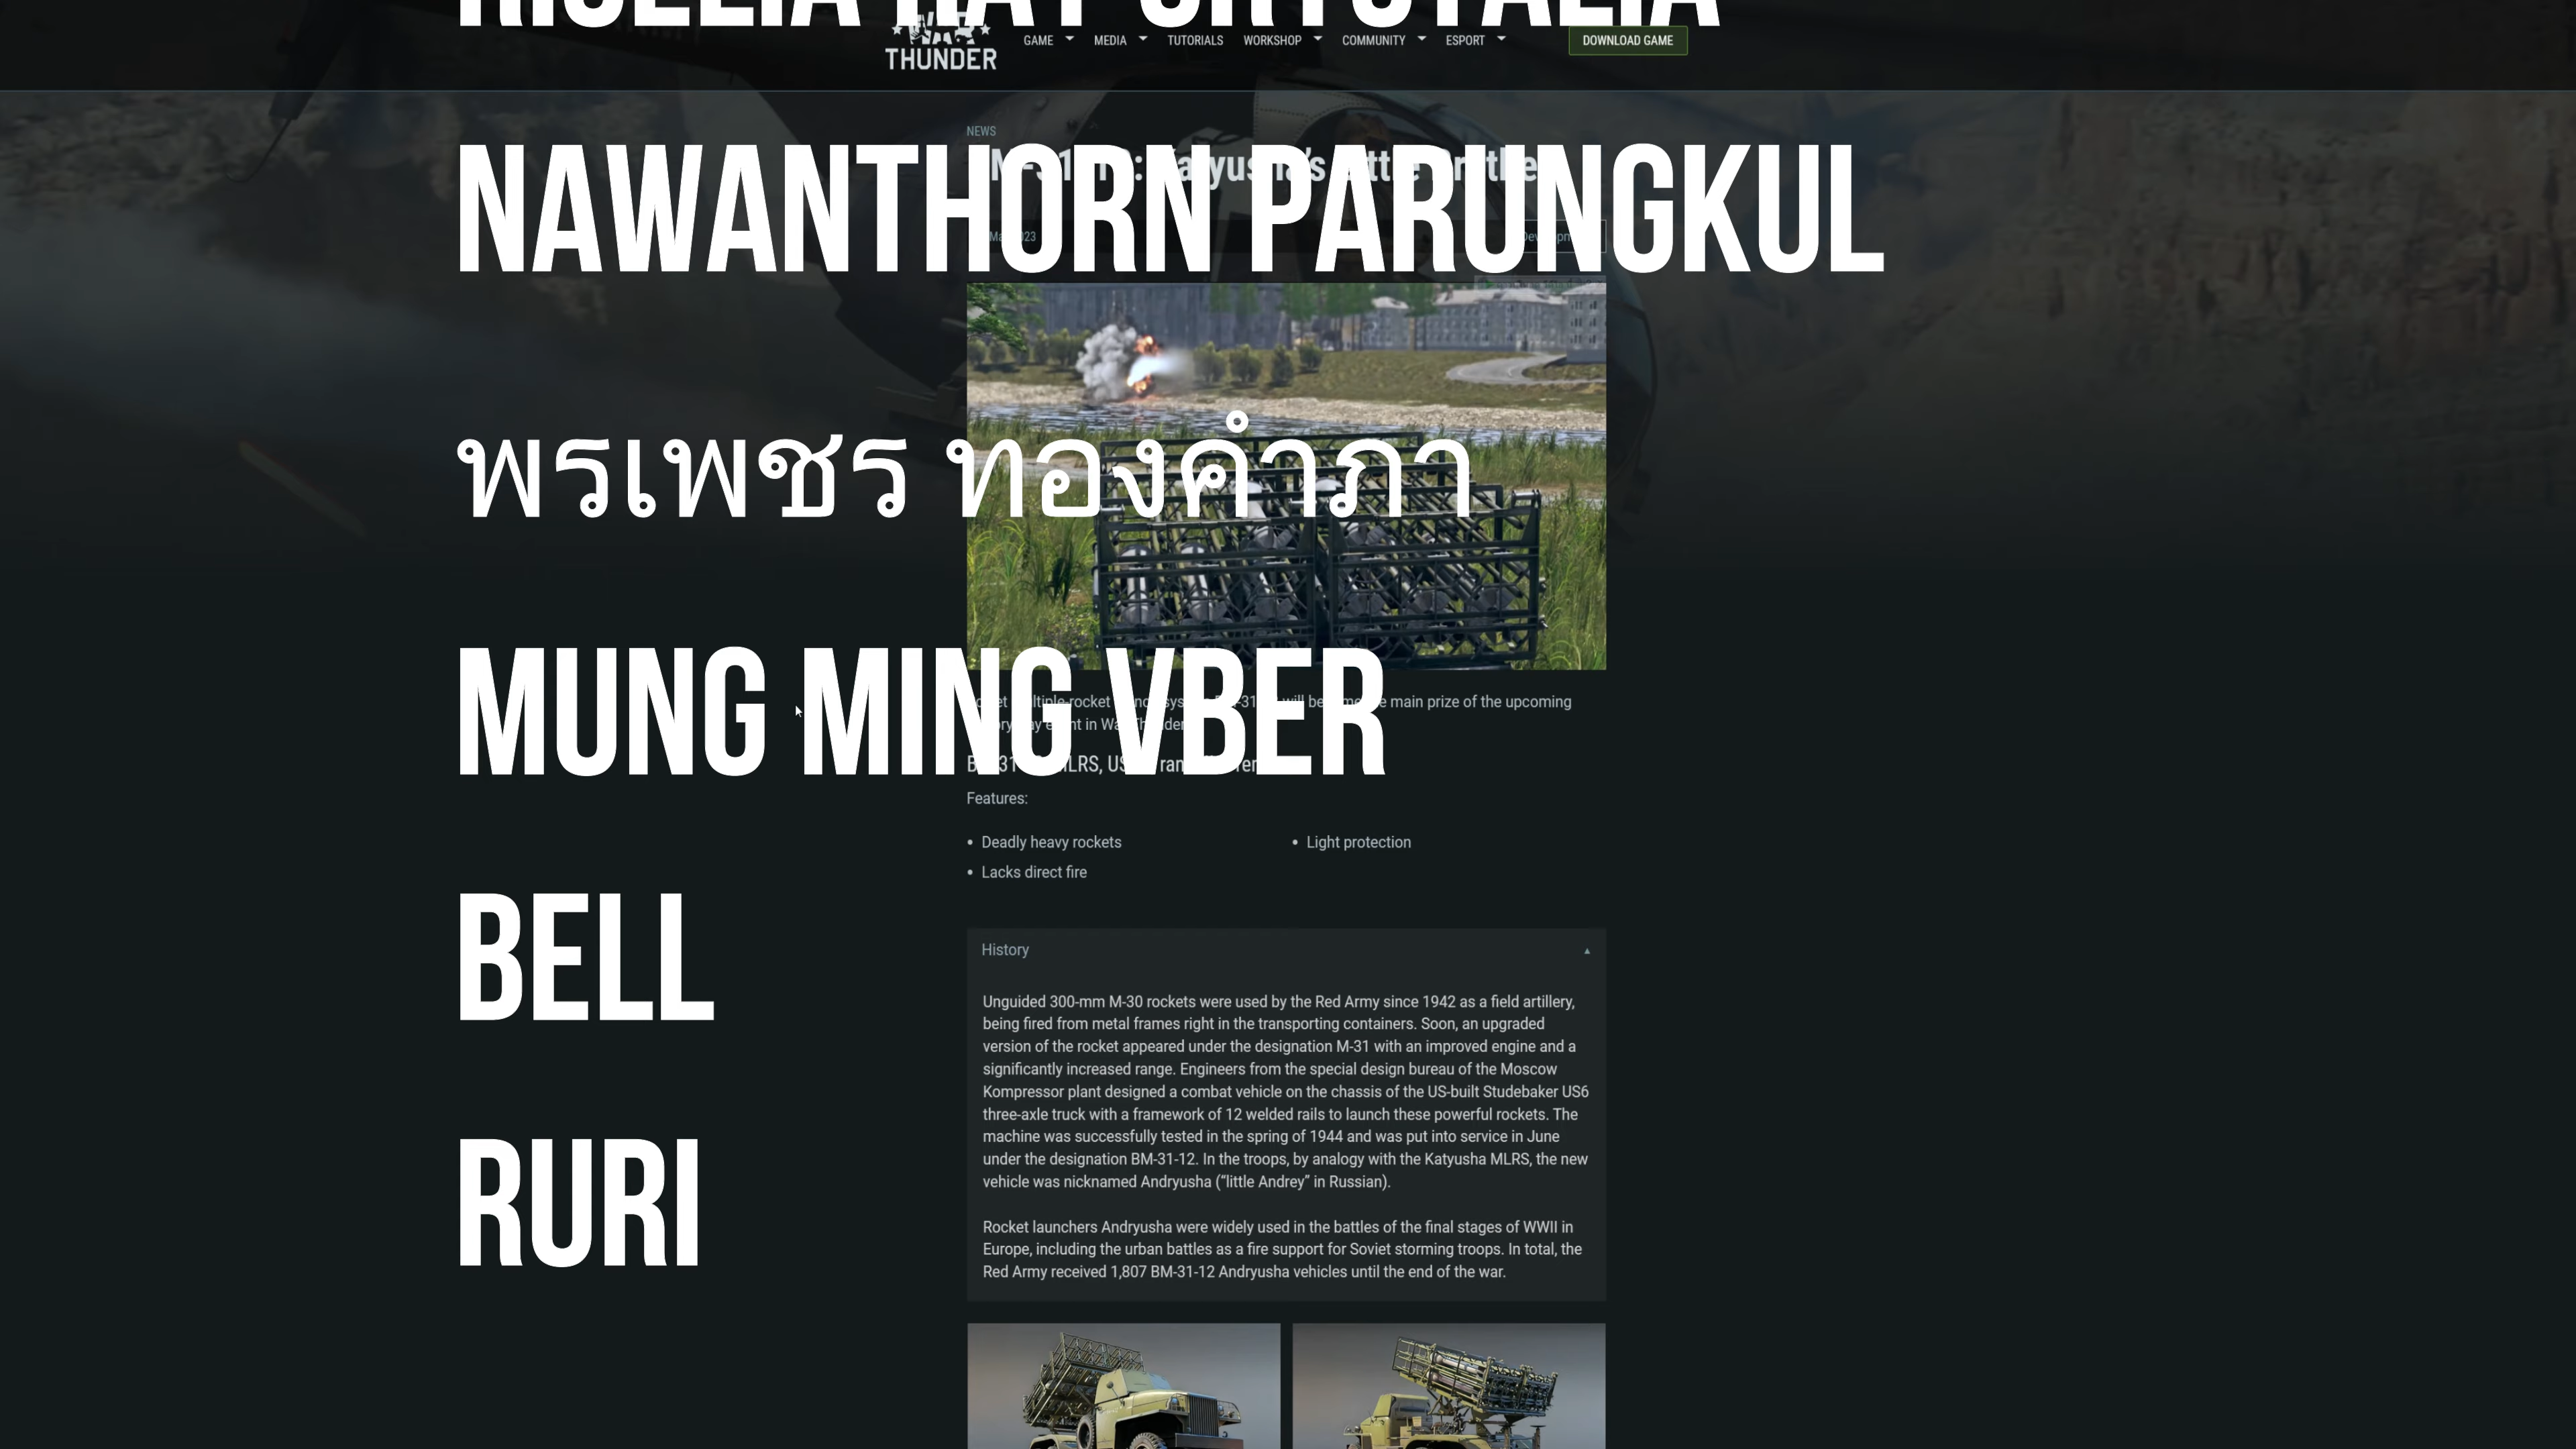 THUNDER
GAME MEDIA TUTORIALS WORKSHOP COMMUNITY ESPORT DOWNLOAD GAME
NEWS
NAWANTHORN PARUNGKUL
พรเพชร ทองคำภา
MUNG MING VBER
main prize of the upcoming
Features:
• Deadly heavy rockets
• Light protection
• Lacks direct fire
BELL
RURI
History
Unguided 300-mm M-30 rockets were used by the Red Army since 1942 as a field artillery,
being fired from metal frames right in the transporting containers. Soon, an upgraded
version of the rocket appeared under the designation M-31 with an improved engine and a
significantly increased range. Engineers from the special design bureau of the Moscow
Kompressor plant designed a combat vehicle on the chassis of the US-built Studebaker US6
three-axle truck with a framework of 12 welded rails to launch these powerful rockets. The
machine was successfully tested in the spring of 1944 and was put into service in June
under the designation BM-31-12. In the troops, by analogy with the Katyusha MLRS, the new
vehicle was nicknamed Andryusha (“little Andrey” in Russian).
Rocket launchers Andryusha were widely used in the battles of the final stages of WWII in
Europe, including the urban battles as a fire support for Soviet storming troops. In total, the
Red Army received 1,807 BM-31-12 Andryusha vehicles until the end of the war.